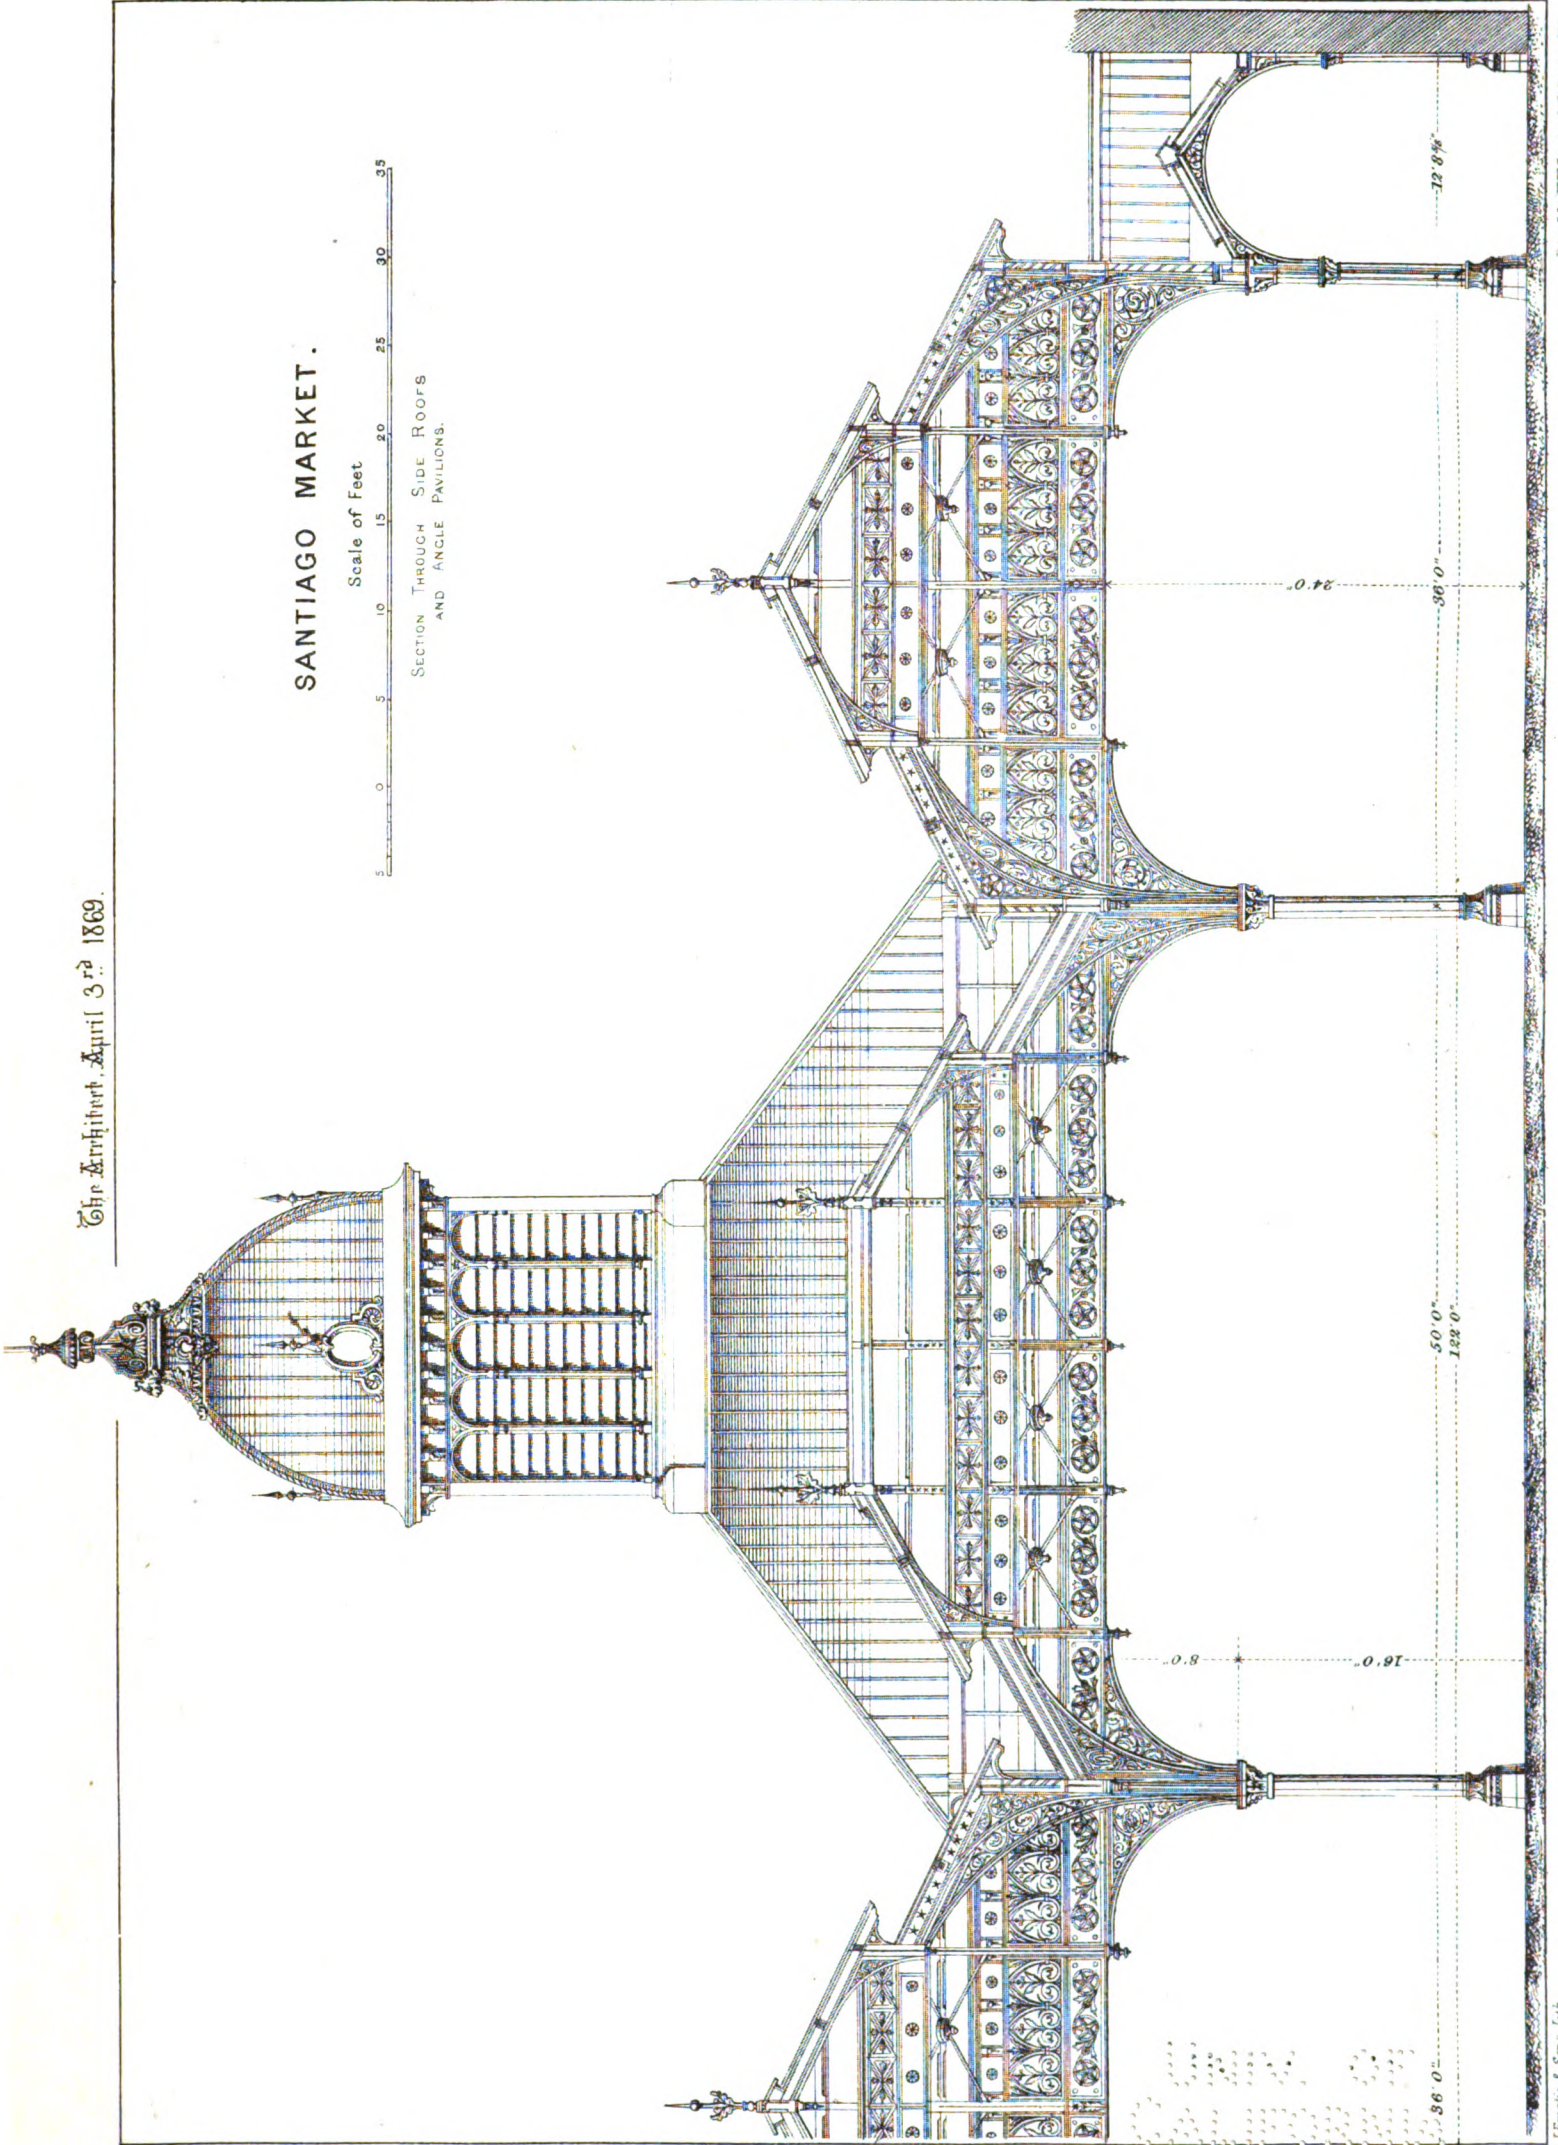 The Architect, April 3rd 1869.
SANTIAGO MARKET.
Scale of Feet
5 0 5 10 15 20 25 30 35
SECTION THROUGH SIDE ROOFS
AND ANGLE PAVILIONS.
8'.0"
16'.0"
24'.0"
36'0"
50'0"
36'0"
12'8⅝"
122'0"